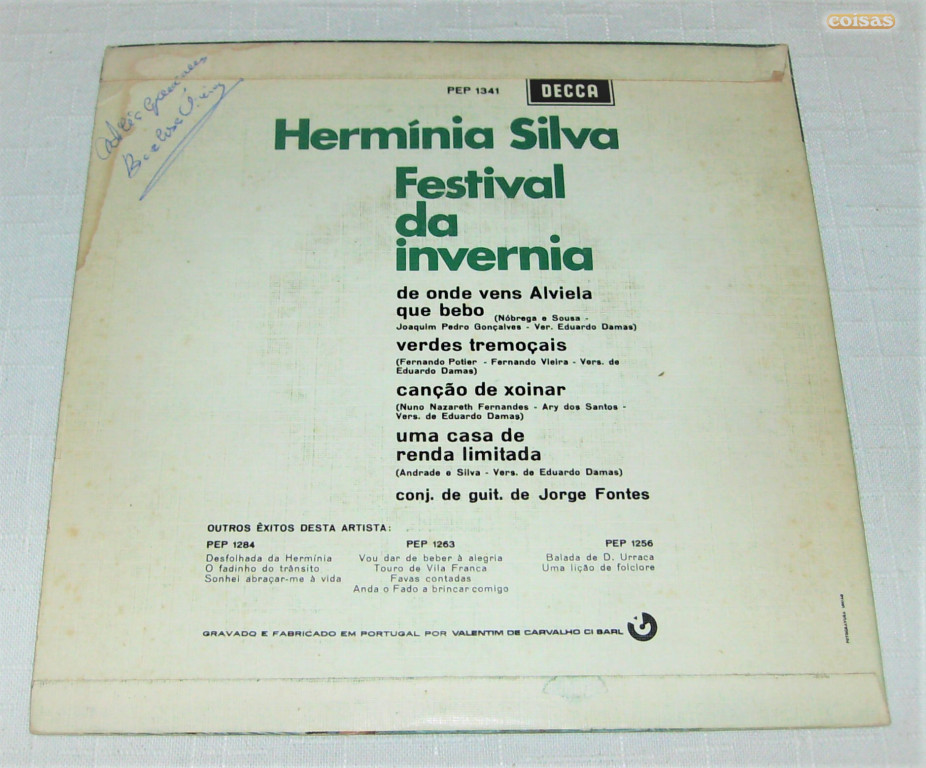 coisas
PEP 1341 DECCA
Hermínia Silva
Festival
da
invernia
de onde vens Alviela
que bebo (Nóbrega e Sousa -
Joaquim Pedro Gonçalves - Ver. Eduardo Damas)
verdes tremoçais
(Fernando Potier - Fernando Vieira - Vers. de
Eduardo Damas)
canção de xoinar
(Nuno Nazareth Fernandes - Ary dos Santos -
Vers. de Eduardo Damas)
uma casa de
renda limitada
(Andrade e Silva - Vers. de Eduardo Damas)
conj. de guit. de Jorge Fontes
OUTROS ÊXITOS DESTA ARTISTA:
PEP 1284
Desfolhada da Hermínia
O fadinho do trânsito
Sonhei abraçar-me à vida
PEP 1263
Vou dar de beber à alegria
Touro de Vila Franca
Favas contadas
Anda o Fado a brincar comigo
PEP 1256
Balada de D. Urraca
Uma lição de folclore
GRAVADO E FABRICADO EM PORTUGAL POR VALENTIM DE CARVALHO CI SARL